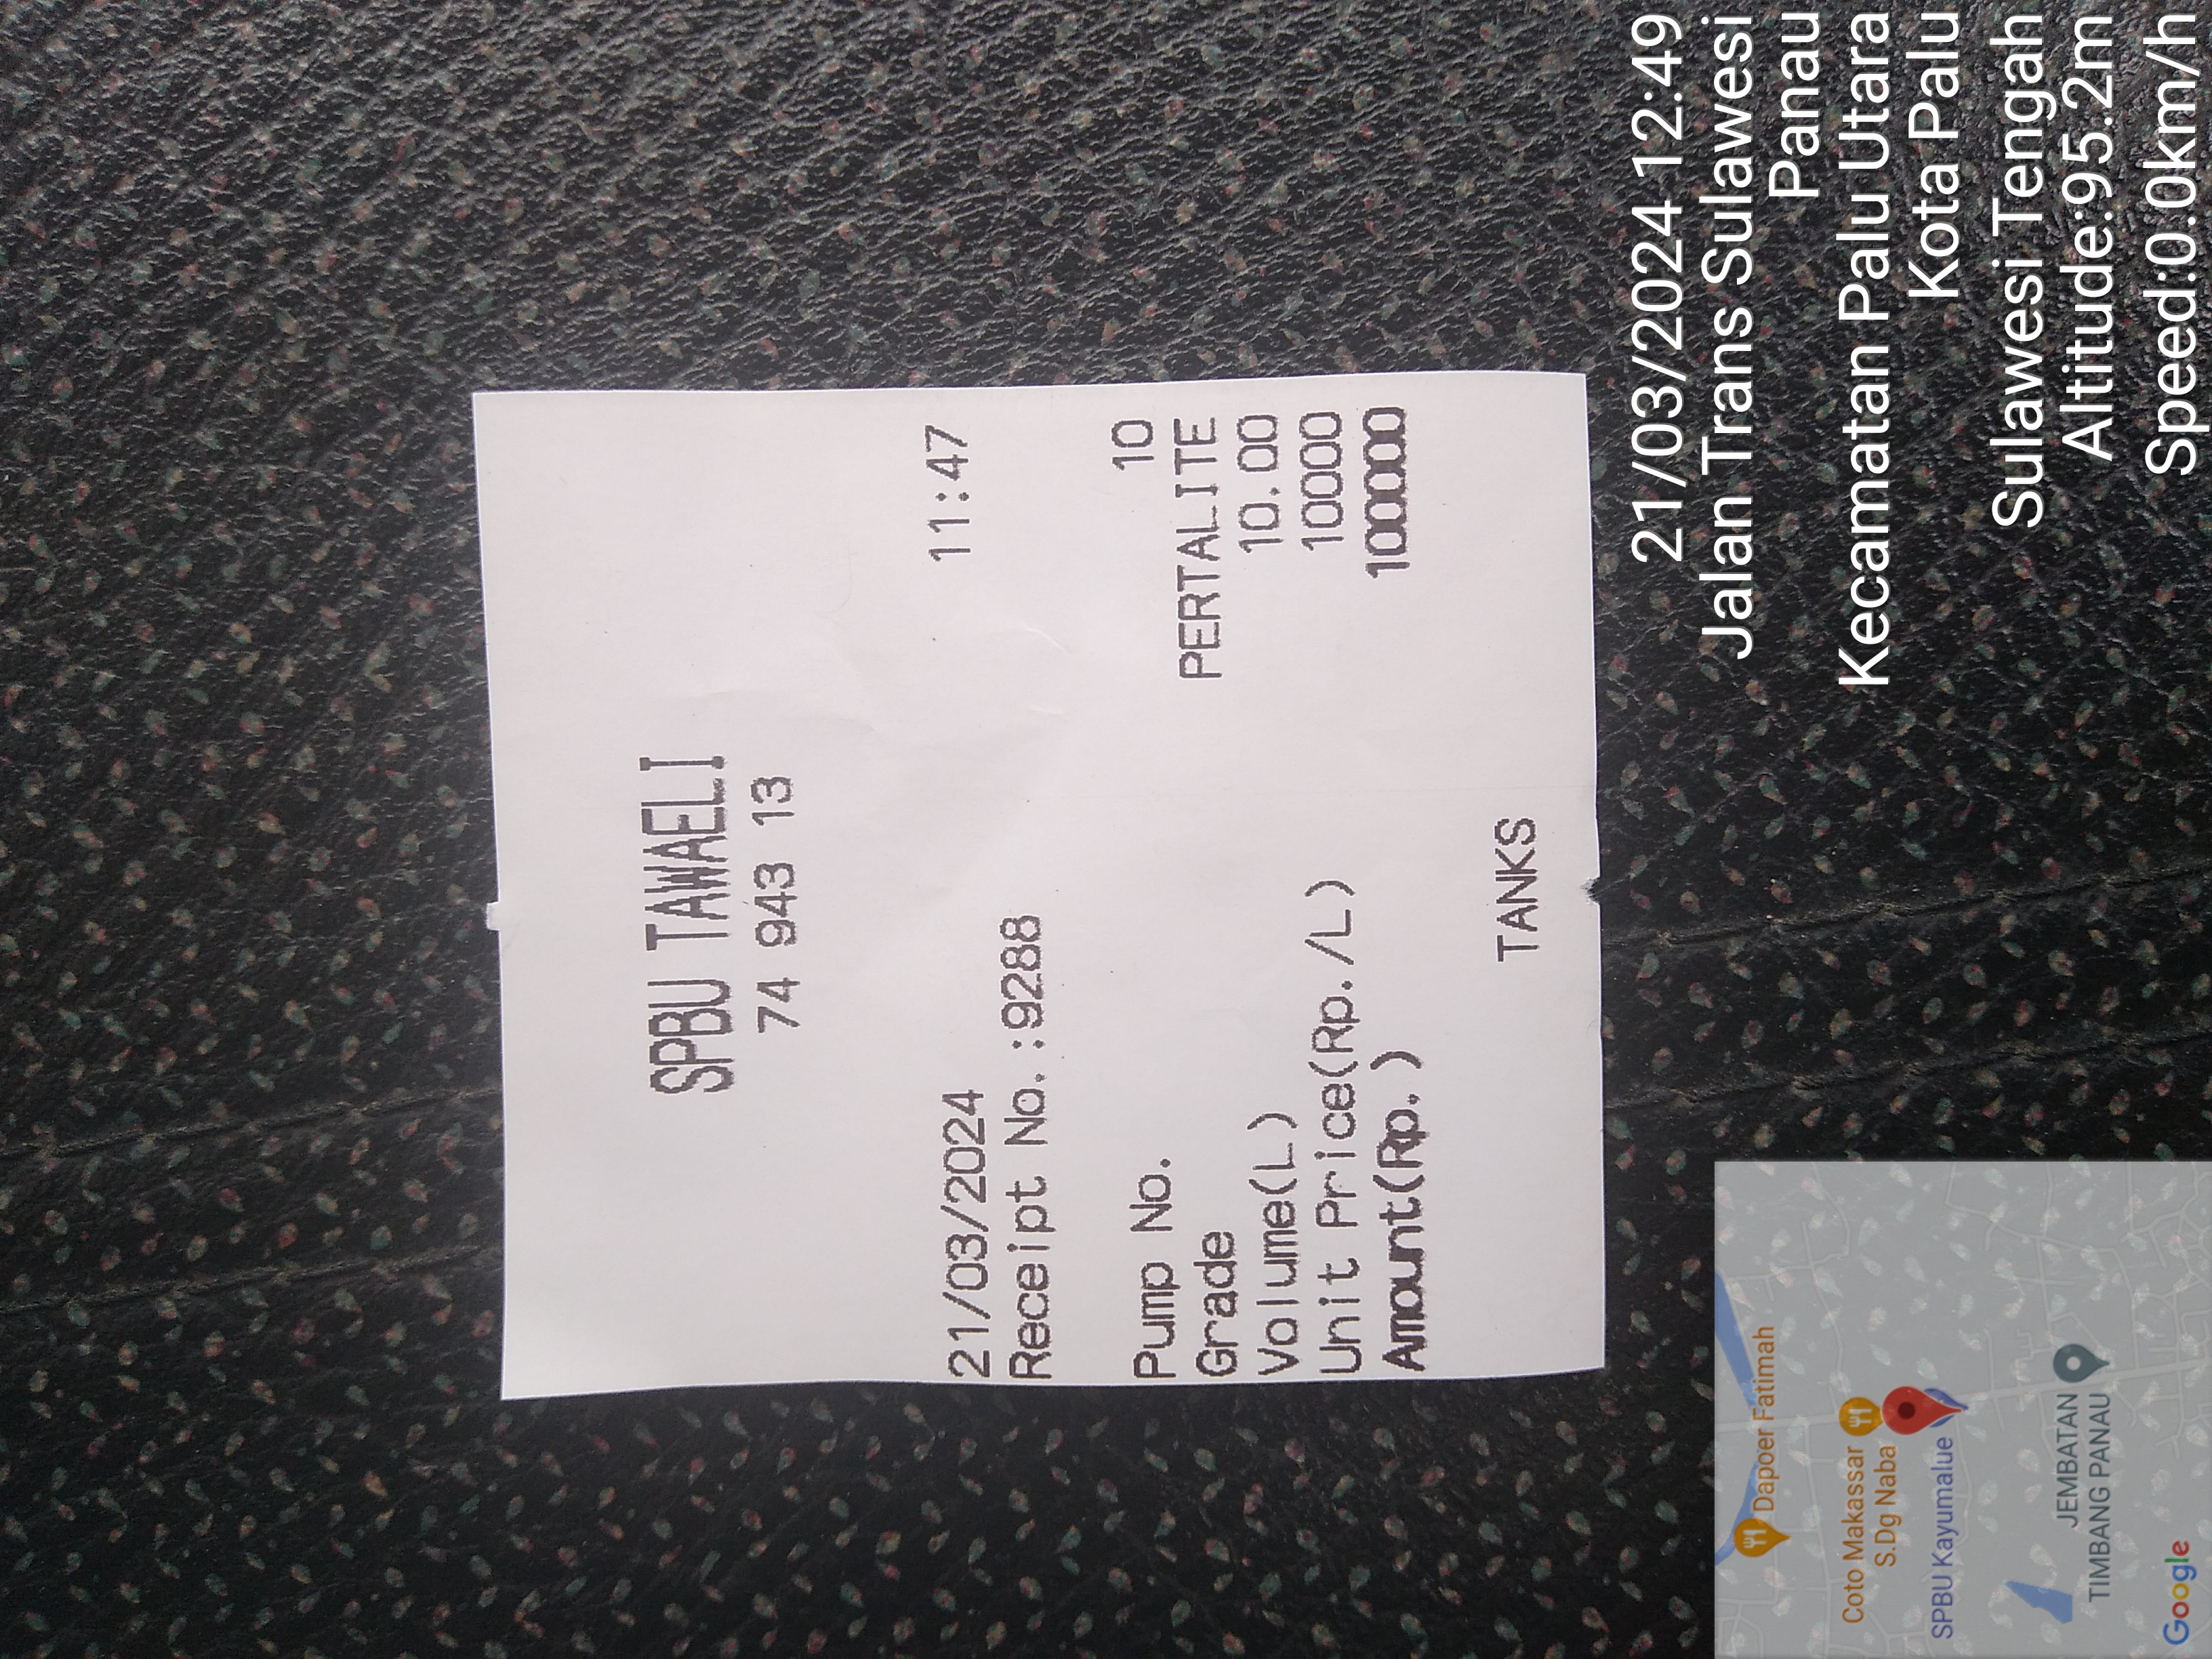 SPBU TAWAELI
74 943 13
21/03/2024 11:47
Receipt No. :9288
Pump No. 10
Grade PERTALITE
Volume(L) 10.00
Unit Price(Rp./L) 10000
Amount(Rp.) 100000
TANKS
21/03/2024 12:49
Jalan Trans Sulawesi
Panau
Kecamatan Palu Utara
Kota Palu
Sulawesi Tengah
Altitude:95.2m
Speed:0.0km/h
Dapoer Fatimah
Coto Makassar
S.Dg Naba
SPBU Kayumalue
JEMBATAN
TIMBANG PANAU
Google